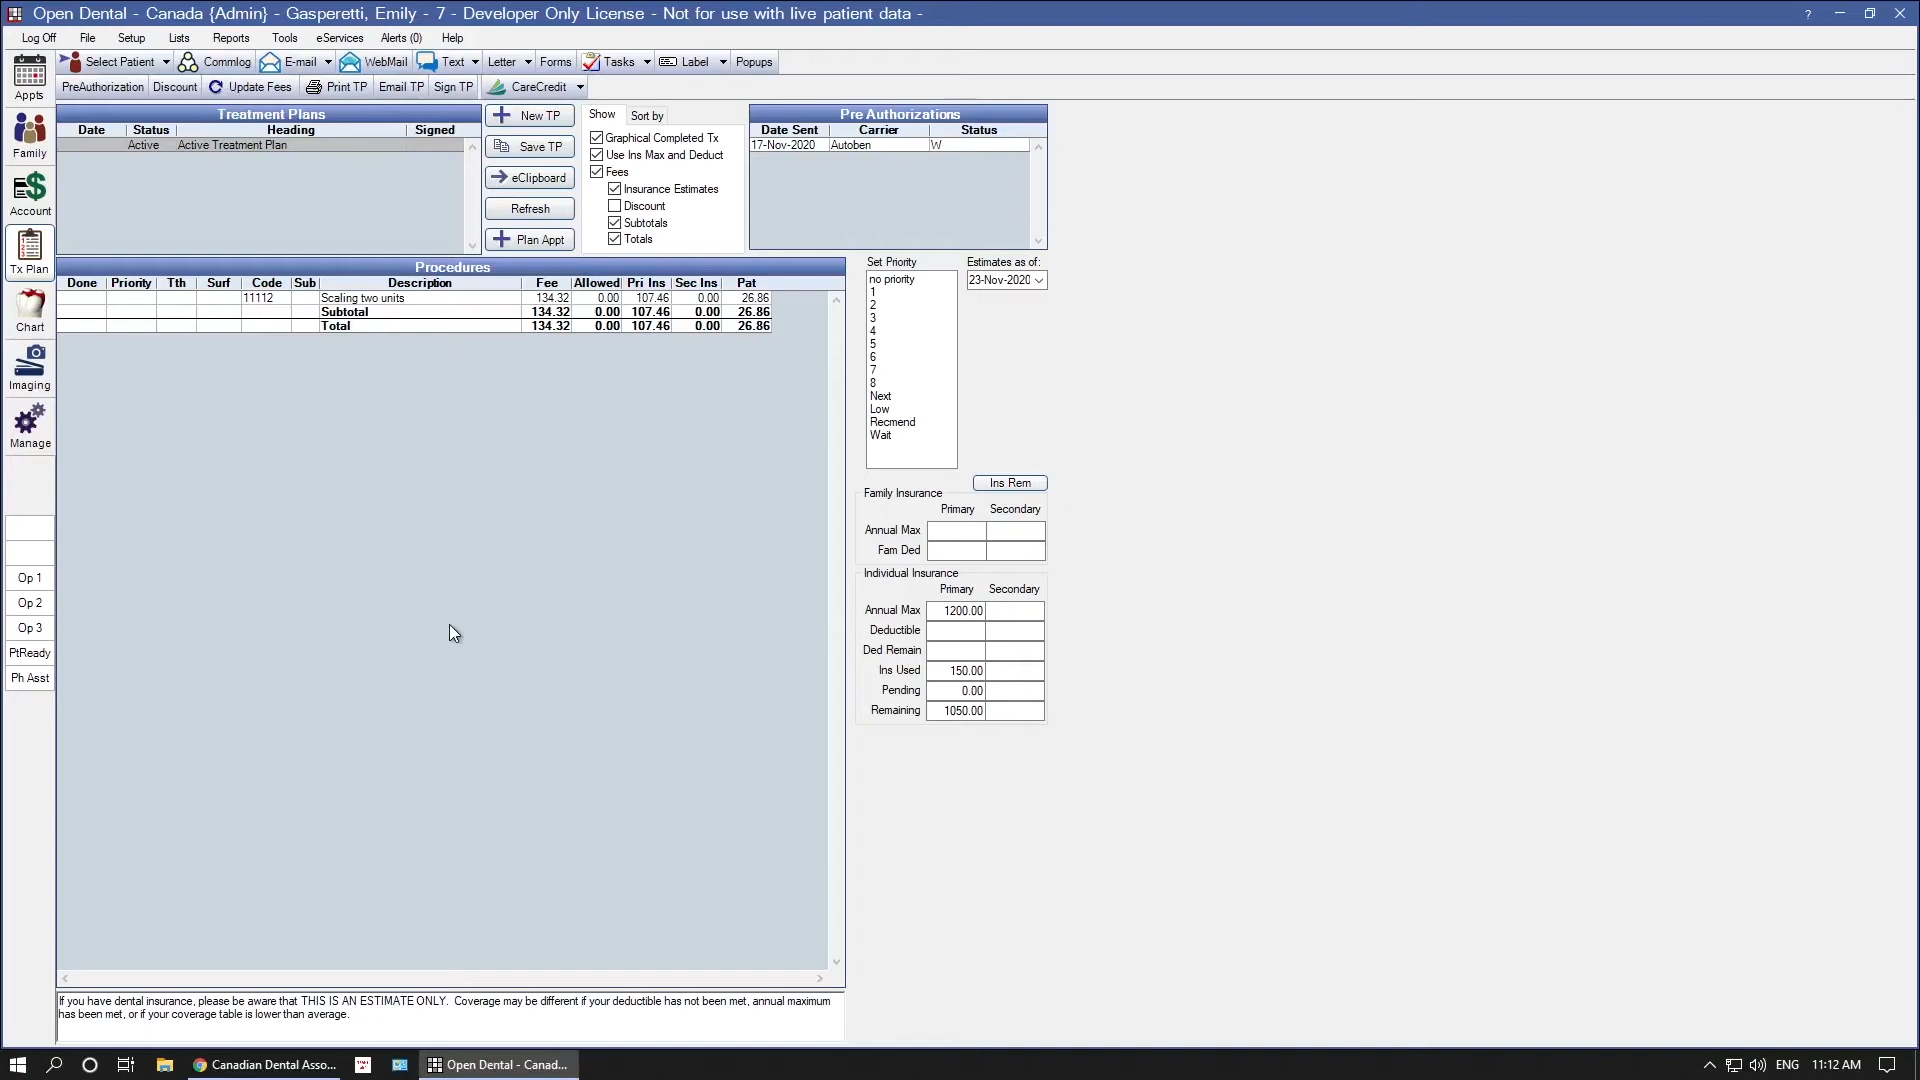 Open Dental - Canada {Admin} - Gasperetti, Emily - 7 - Developer Only License - Not for use with live patient data -
Log Off File Setup Lists Reports Tools eServices Alerts (0) Help
Select Patient Commlog E-mail WebMail Text Letter Forms Tasks Label Popups
PreAuthorization Discount Update Fees Print TP Email TP Sign TP CareCredit
Appts
Family
Account
Tx Plan
Chart
Imaging
Manage
Op 1
Op 2
Op 3
PtReady
Ph Asst
Treatment Plans
Date Status Heading Signed
Active Active Treatment Plan
New TP
Save TP
eClipboard
Refresh
Plan Appt
Show Sort by
Graphical Completed Tx
Use Ins Max and Deduct
Fees
Insurance Estimates
Discount
Subtotals
Totals
Pre Authorizations
Date Sent Carrier Status
17-Nov-2020 Autoben W
Procedures
Done Priority Tth Surf Code Sub Description Fee Allowed Pri Ins Sec Ins Pat
11112 Scaling two units 134.32 0.00 107.46 0.00 26.86
Subtotal 134.32 0.00 107.46 0.00 26.86
Total 134.32 0.00 107.46 0.00 26.86
Set Priority
no priority
1
2
3
4
5
6
7
8
Next
Low
Recmend
Wait
Estimates as of:
23-Nov-2020
Ins Rem
Family Insurance
Primary Secondary
Annual Max
Fam Ded
Individual Insurance
Primary Secondary
Annual Max 1200.00
Deductible
Ded Remain
Ins Used 150.00
Pending 0.00
Remaining 1050.00
If you have dental insurance, please be aware that THIS IS AN ESTIMATE ONLY. Coverage may be different if your deductible has not been met, annual maximum
has been met, or if your coverage table is lower than average.
Canadian Dental Asso... Open Dental - Canad... ENG 11:12 AM